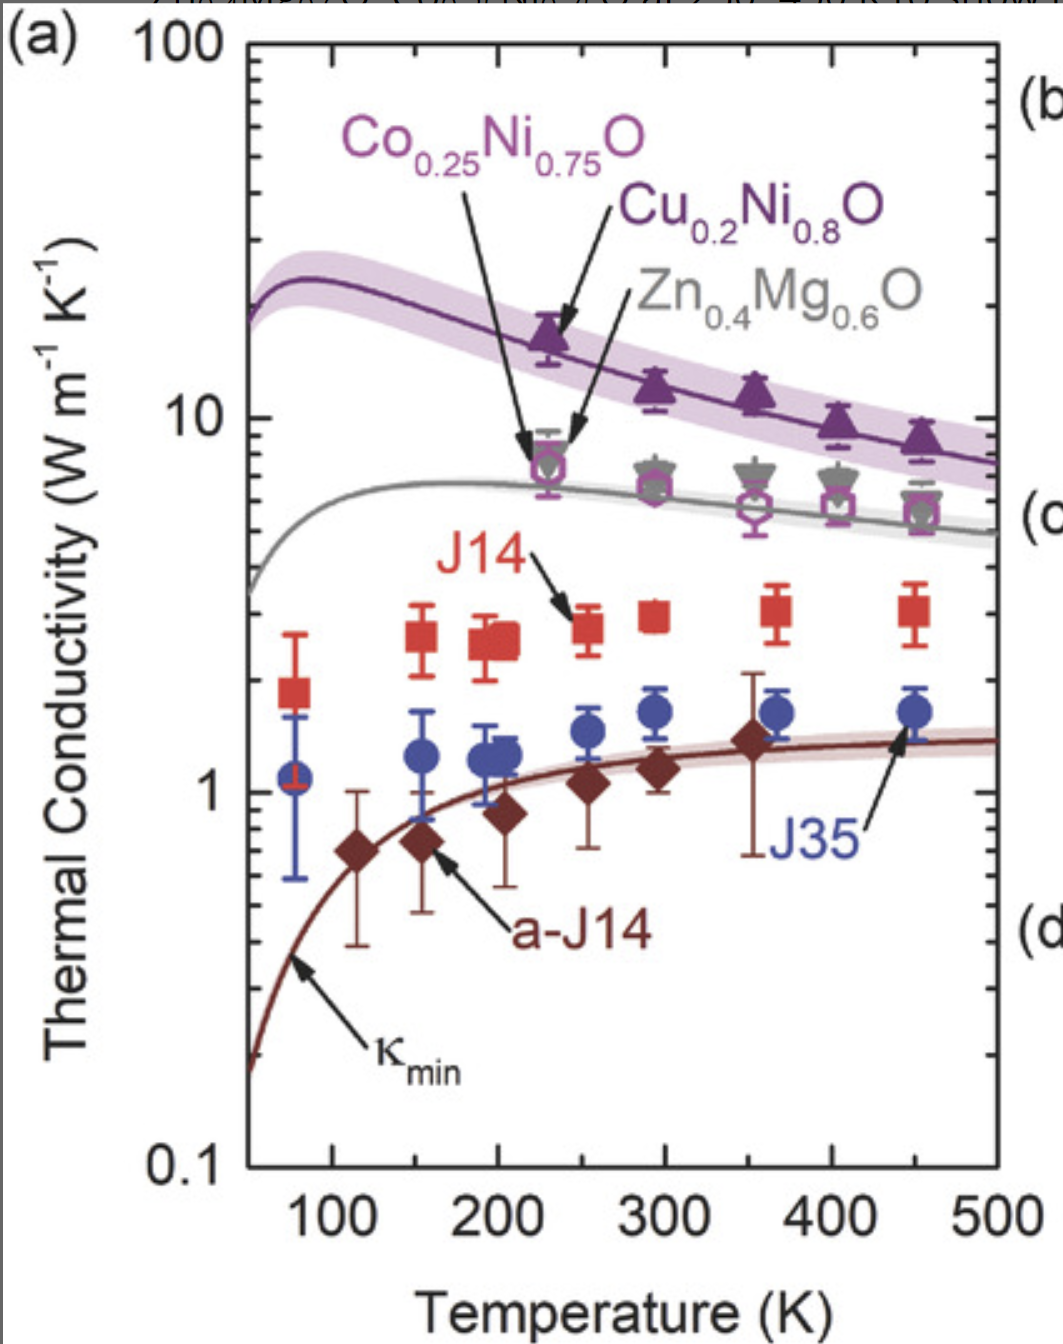 (a)
100
10
1
0.1
Thermal Conductivity (W m⁻¹ K⁻¹)
Co₀.₂₅Ni₀.₇₅O
Cu₀.₂Ni₀.₈O
Zn₀.₄Mg₀.₆O
J14
J35
a-J14
κmin
100 200 300 400 500
Temperature (K)
(b
(c
(d